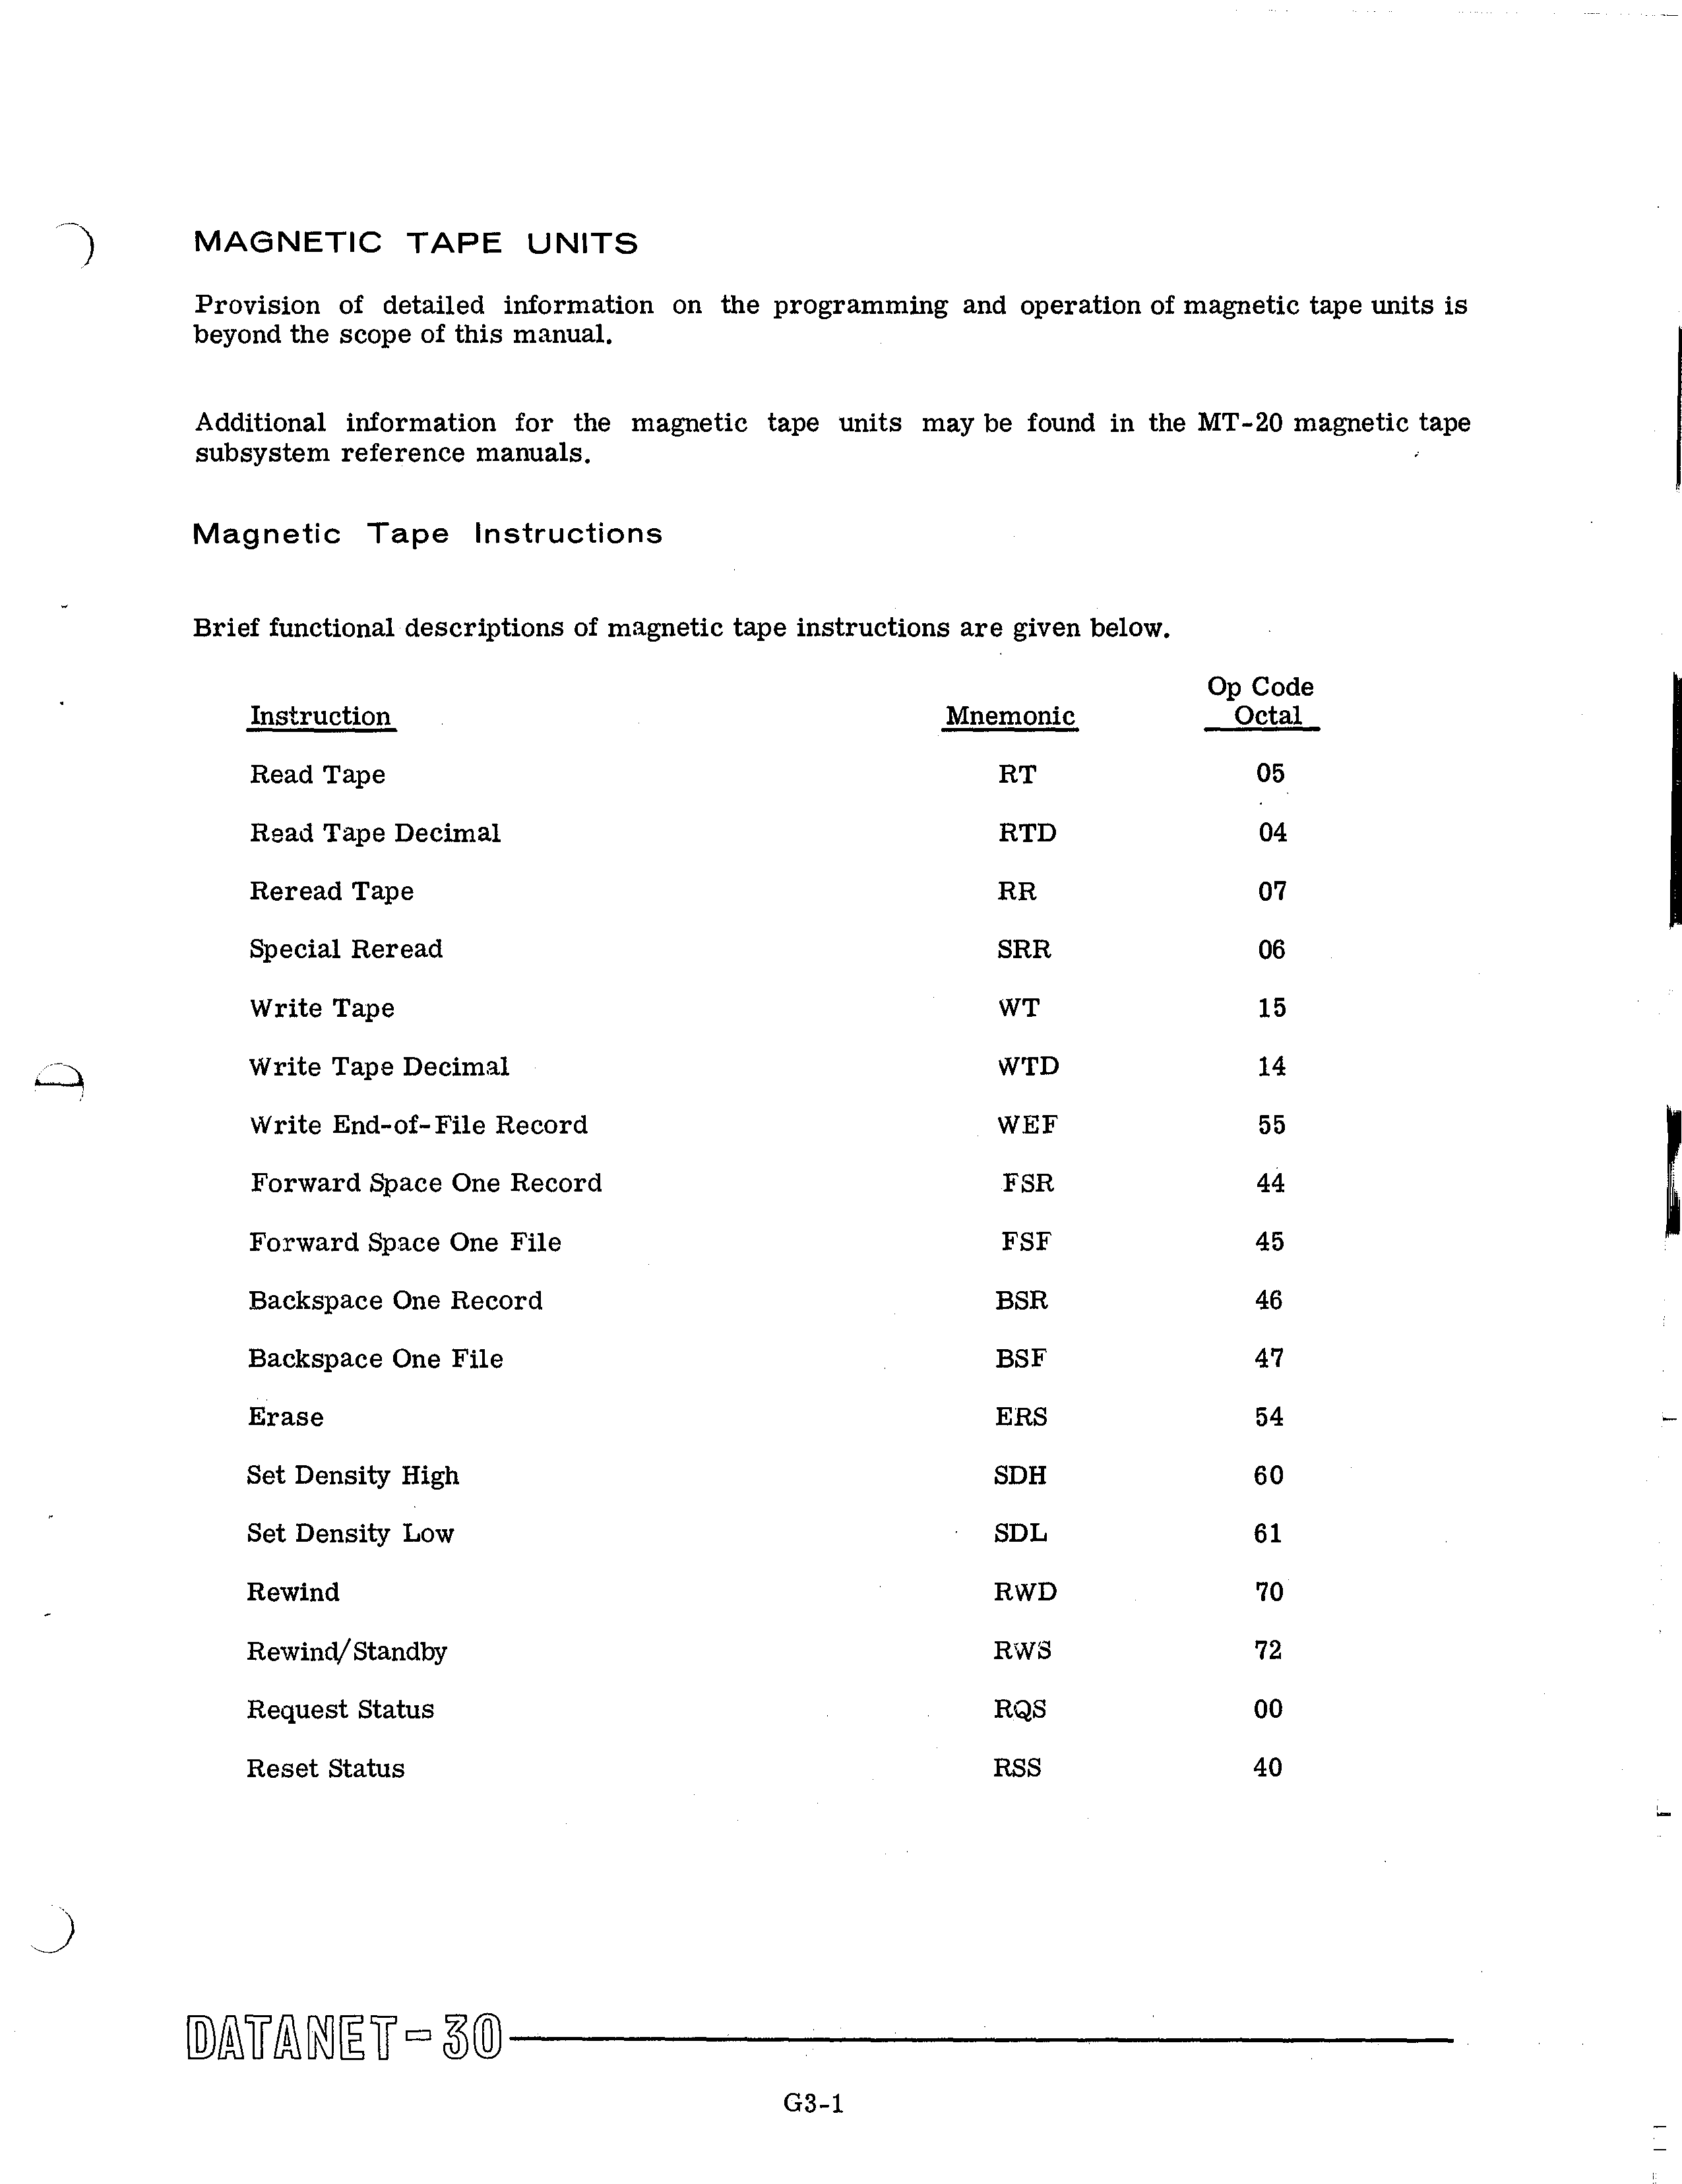 MAGNETIC TAPE UNITS
Provision of detailed information on the programming and operation of magnetic tape units is
beyond the scope of this manual.
Additional information for the magnetic tape units may be found in the MT-20 magnetic tape
subsystem reference manuals.
Magnetic Tape Instructions
Brief functional descriptions of magnetic tape instructions are given below.
Op Code
Instruction Mnemonic Octal
Read Tape RT 05
Read Tape Decimal RTD 04
Reread Tape RR 07
Special Reread SRR 06
Write Tape WT 15
Write Tape Decimal WTD 14
Write End-of-File Record WEF 55
Forward Space One Record FSR 44
Forward Space One File FSF 45
Backspace One Record BSR 46
Backspace One File BSF 47
Erase ERS 54
Set Density High SDH 60
Set Density Low SDL 61
Rewind RWD 70
Rewind/Standby RWS 72
Request Status RQS 00
Reset Status RSS 40
DATANET-30
G3-1